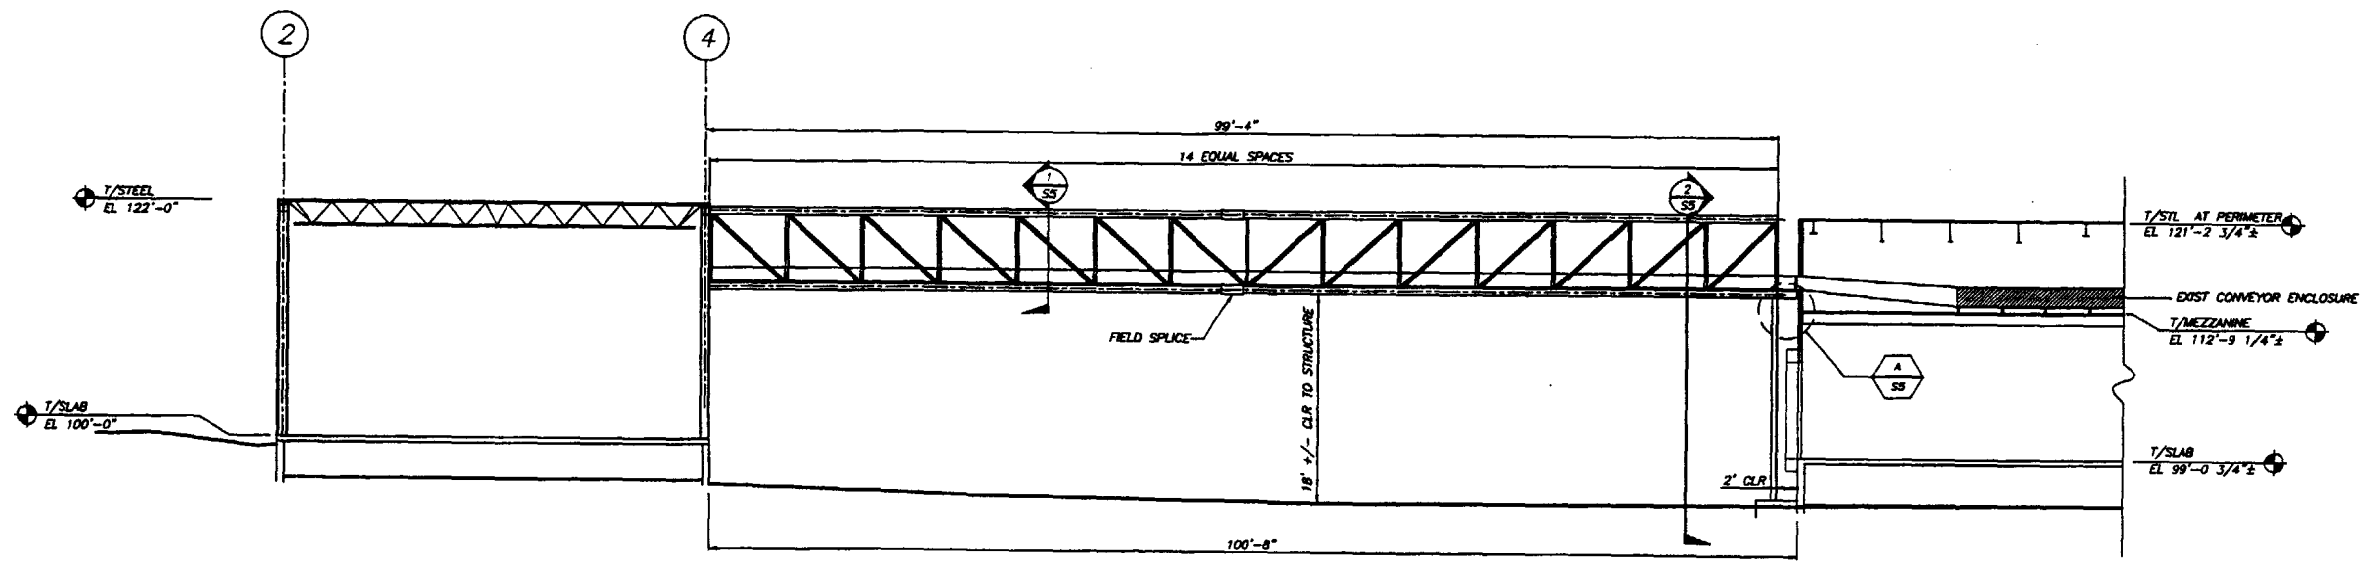 2
4
99'-4"
14 EQUAL SPACES
1
S5
2
S5
T/STEEL
EL 122'-0"
T/STL AT PERIMETER
EL 121'-2 3/4"±
EXIST CONVEYOR ENCLOSURE
T/MEZZANINE
EL 112'-9 1/4"±
FIELD SPLICE
18' +/- CLR TO STRUCTURE
A
S5
T/SLAB
EL 100'-0"
T/SLAB
EL 99'-0 3/4"±
2' CLR
100'-8"